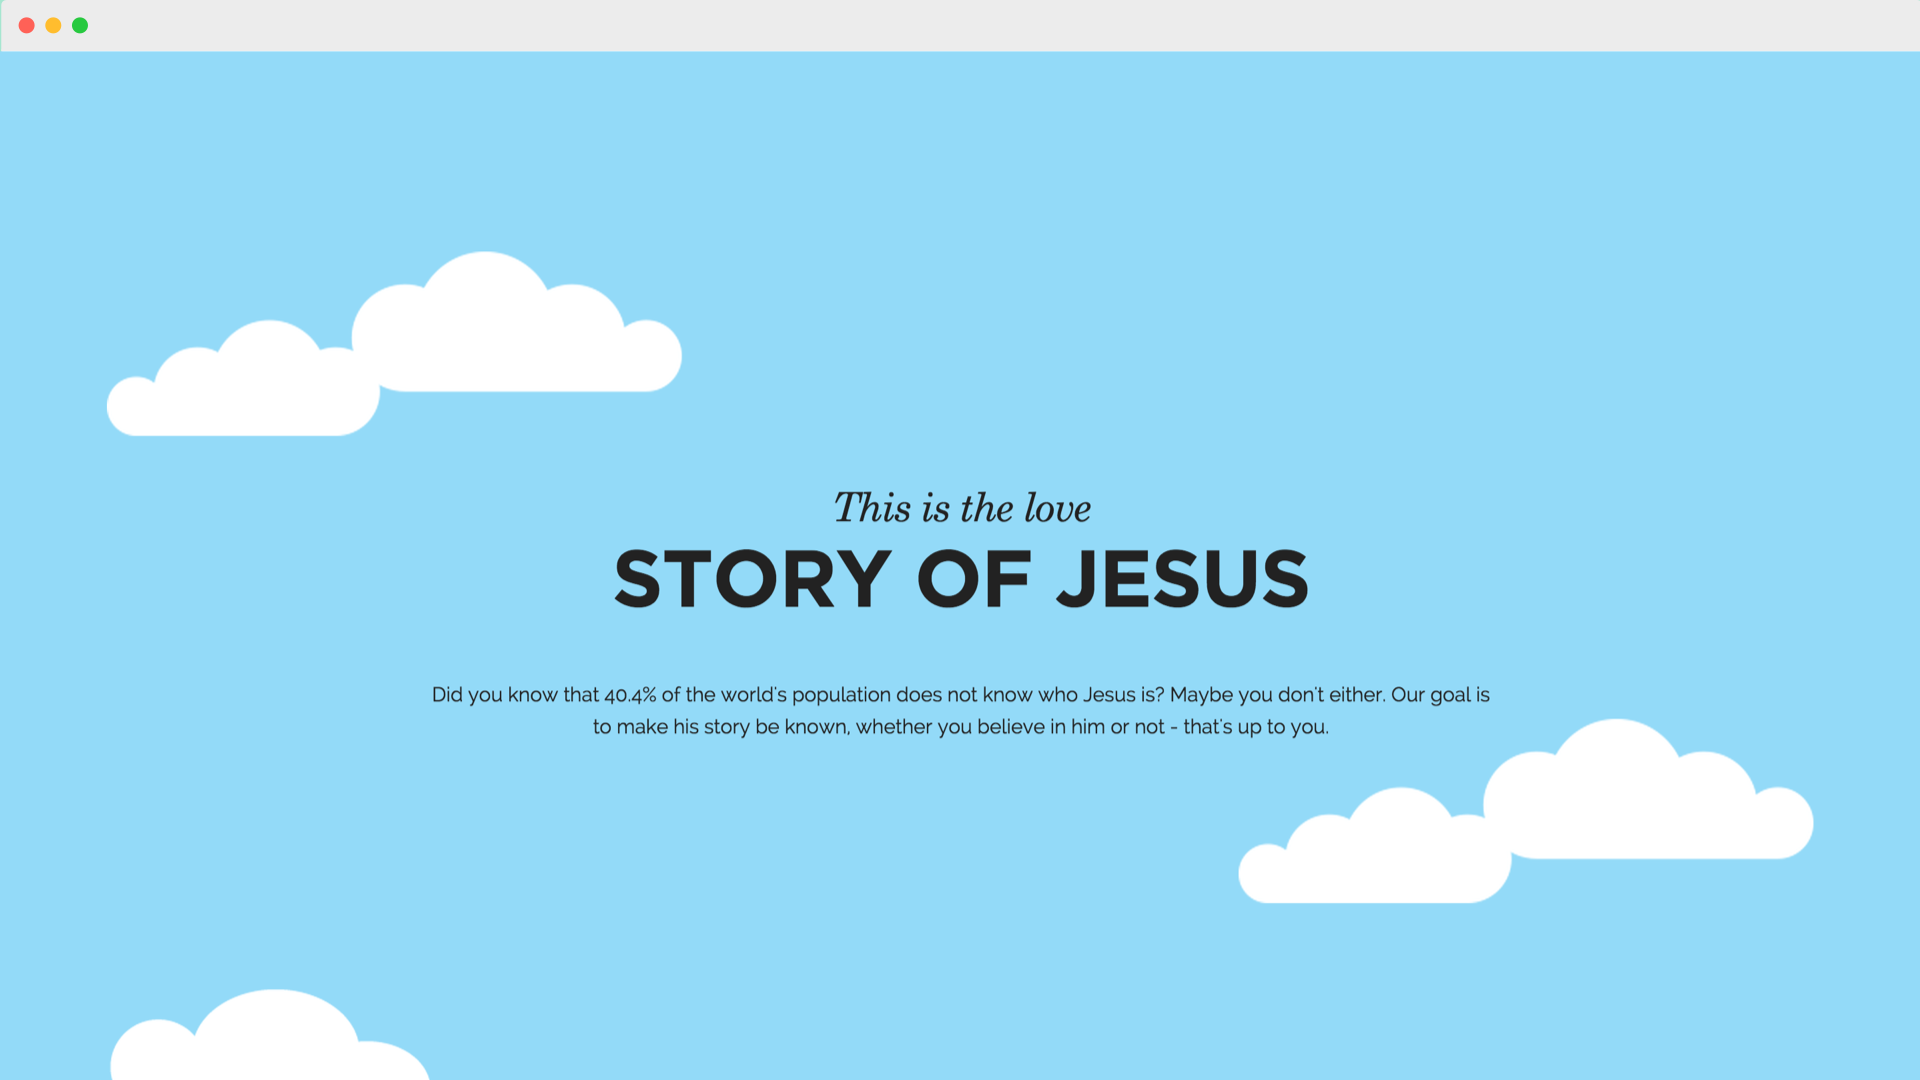 This is the love
STORY OF JESUS
Did you know that 40.4% of the world's population does not know who Jesus is? Maybe you don't either. Our goal is
to make his story be known, whether you believe in him or not - that's up to you.